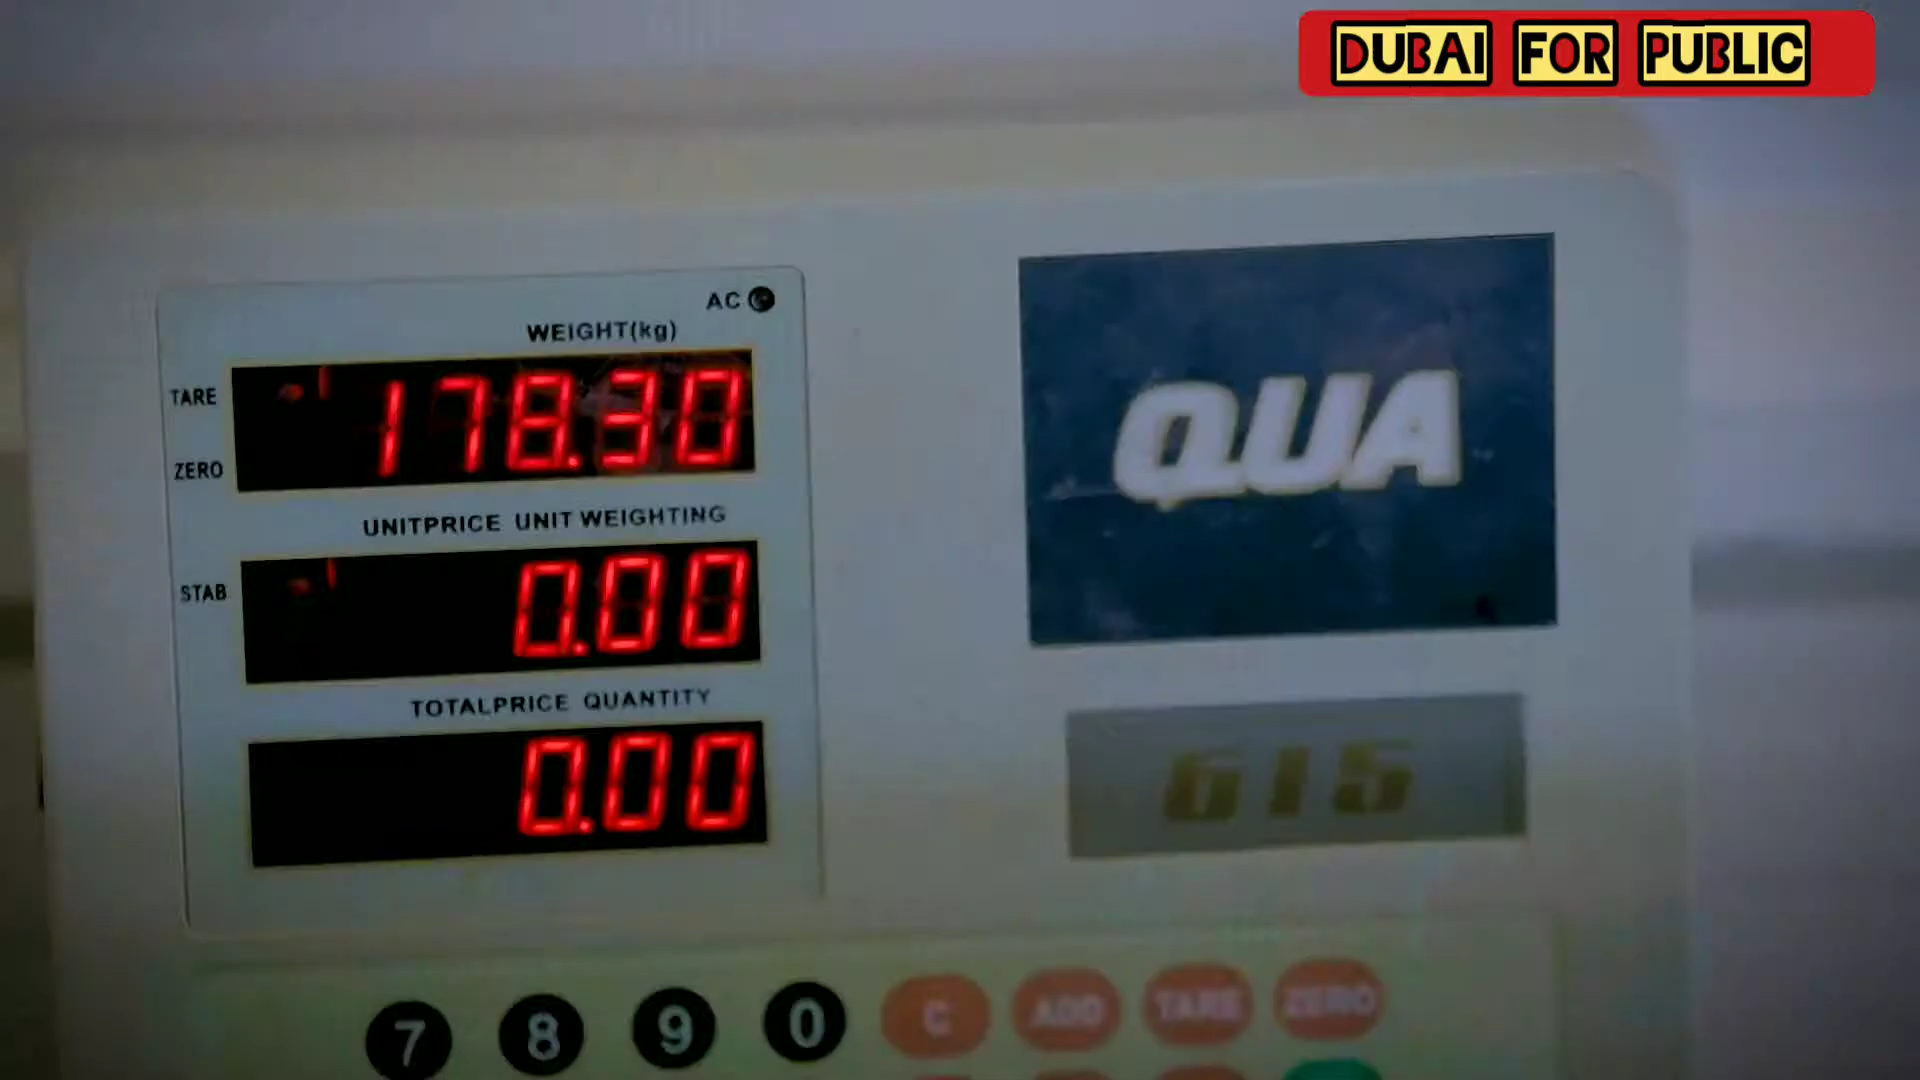 DUBAI FOR PUBLIC
AC
WEIGHT(kg)
TARE
ZERO
178.30
UNITPRICE UNIT WEIGHTING
STAB
0.00
TOTALPRICE QUANTITY
0.00
QUA
615
7 8 9 0 C ADD TARE ZERO